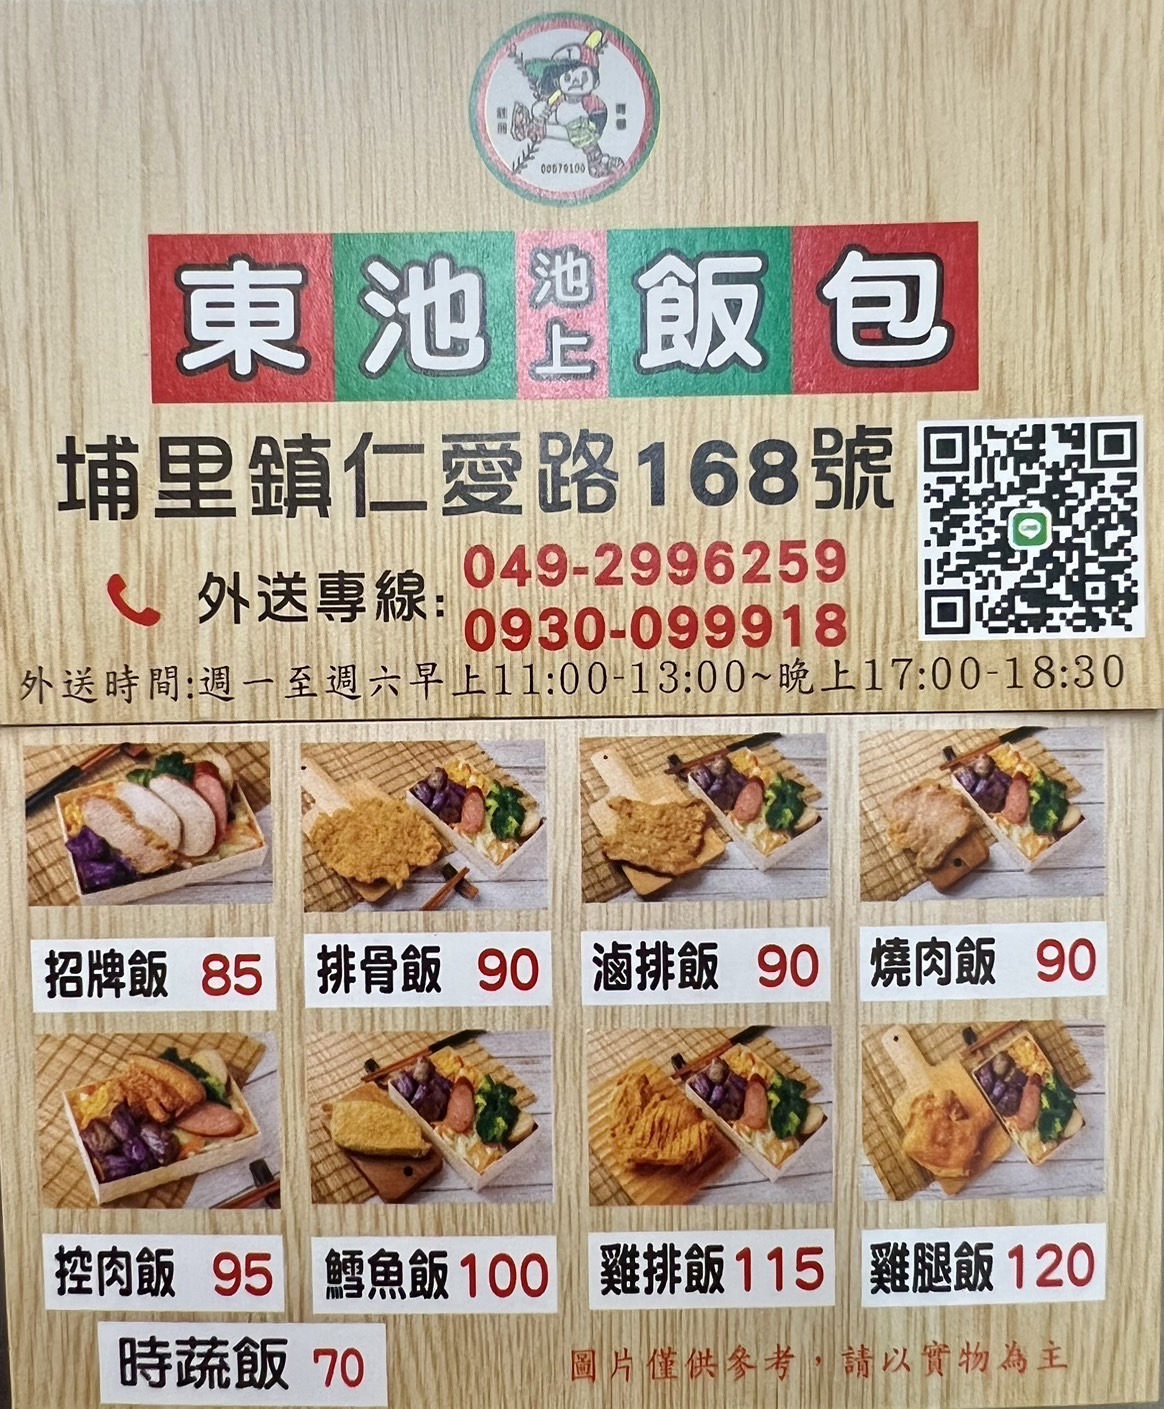 00079100
東池池上飯包
埔里鎮仁愛路168號
外送專線:
049-2996259
0930-099918
外送時間:週一至週六早上11:00-13:00~晚上17:00-18:30
招牌飯 85
排骨飯 90
滷排飯 90
燒肉飯 90
控肉飯 95
鱈魚飯 100
雞排飯 115
雞腿飯 120
時蔬飯 70
圖片僅供參考，請以實物為主